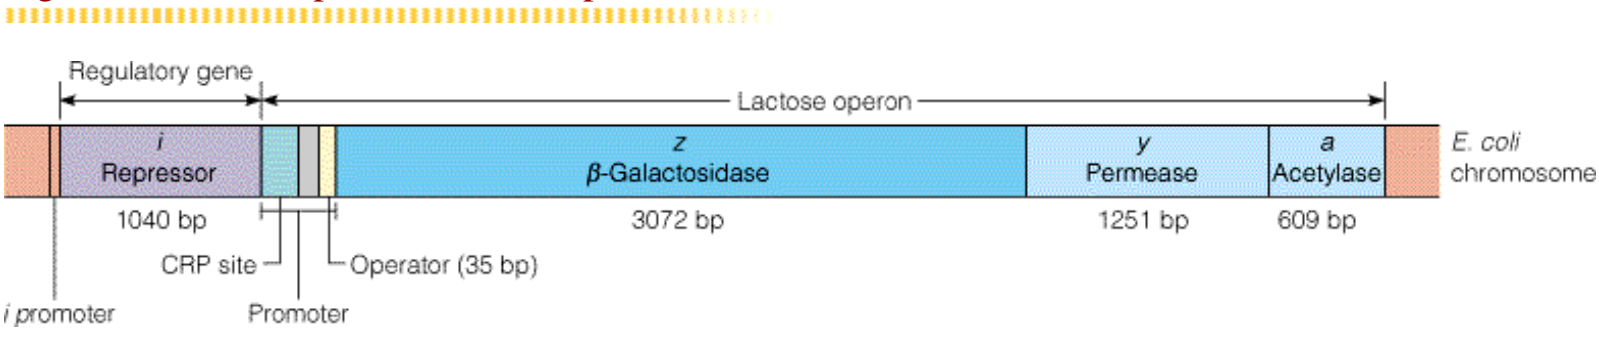 Regulatory gene
Lactose operon
i
Repressor
z
β-Galactosidase
y
Permease
a
Acetylase
E. coli
chromosome
1040 bp
3072 bp
1251 bp
609 bp
CRP site
Operator (35 bp)
i promoter
Promoter